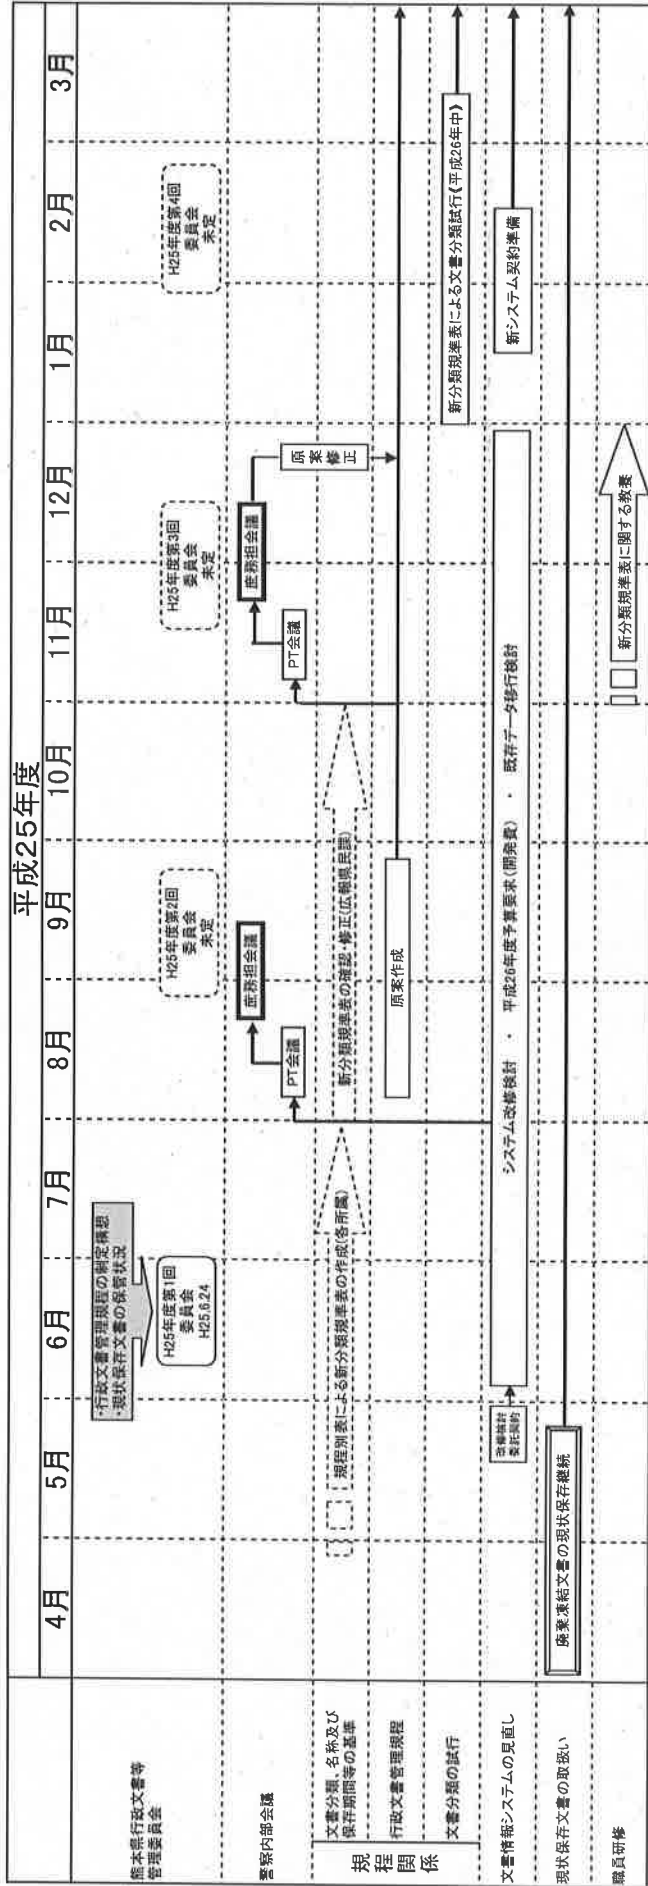 平成25年度
4月
5月
6月
7月
8月
9月
10月
11月
12月
1月
2月
3月
熊本県行政文書等
管理委員会
・行政文書管理規程の制定構想
・現状保存文書の保管状況
H25年度第1回
委員会
H25.6.24
H25年度第2回
委員会
未定
H25年度第3回
委員会
未定
H25年度第4回
委員会
未定
警察内部会議
PT会議
庶務担会議
PT会議
庶務担会議
原案
修正
規程関係
文書分類、名称及び
保存期間等の基準
規程別表による新分類規準表の作成(各所属)
新分類規準表の確認・修正(広報県民課)
行政文書管理規程
原案作成
文書分類の試行
新分類規準表による文書分類試行《平成26年中》
文書情報システムの見直し
改修検討
委託契約
システム改修検討 ・ 平成26年度予算要求(開発費) ・ 既存データ移行検討
新システム契約準備
現状保存文書の取扱い
廃棄凍結文書の現状保存継続
職員研修
新分類規準表に関する教養